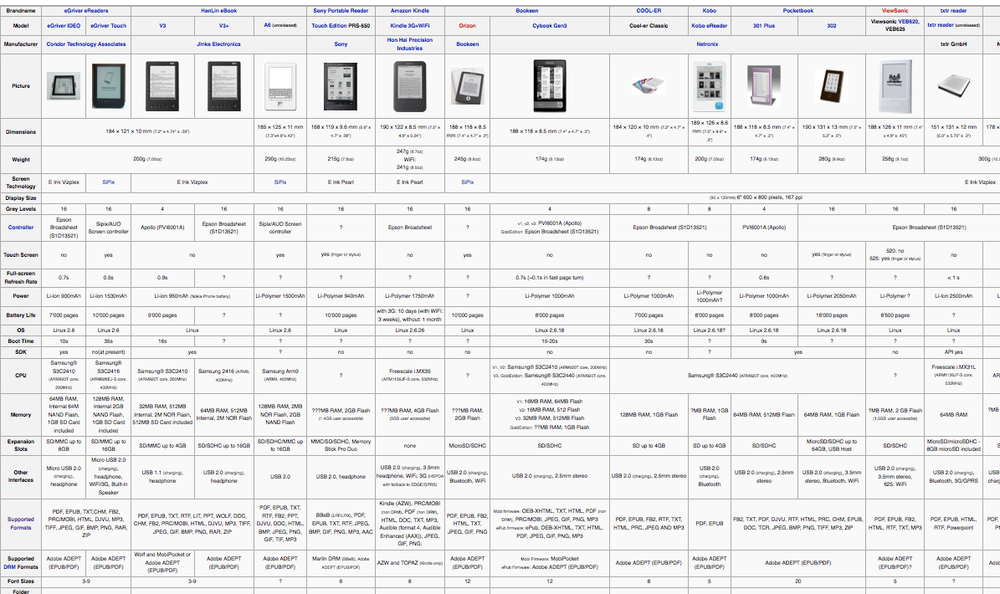 Brandname eGriver eReaders HanLin eBook Sony Portable Reader Amazon Kindle Bookeen COOL-ER Kobo Pocketbook ViewSonic txtr reader
Model eGriver IDEO eGriver Touch V3 V3+ A6 (unreleased) Touch Edition PRS-650 Kindle 3G+WiFi Orizon Cybook Gen3 Cool-er Classic Kobo eReader 301 Plus 302 Viewsonic VEB620, VEB625 txtr reader (unreleased)
Manufacturer Condor Technology Associates Jinke Electronics Sony Hon Hai Precision Industries Bookeen Netronix txtr GmbH
Picture
Dimensions 184 x 121 x 10 mm (7.2" x 4.74" x .39") 185 x 125 x 11 mm (7.3"x4.9"x43") 168 x 119 x 9.6 mm (6.6" x 4.7" x .38") 190 x 122 x 8.5 mm (7.5" x 4.8" x 0.34") 188 x 118 x 8.5 mm (7.4" x 4.7" x .3") 188 x 118 x 8.5 mm (7.4" x 4.7" x .3") 184 x 120 x 10 mm (7.2" x 4.7" x .4") 189 x 126 x 8.6 mm (7.5" x 4.9" x .3") 188 x 118 x 8.5 mm (7.4" x 4.7" x .3") 190 x 131 x 13 mm (7.5" x 5.2" x .5") 188 x 126 x 11 mm (7.4" x 4.9" x .45") 151 x 131 x 12 mm (5.0" x 5.75" x .3")
Weight 200g (7.05oz) 290g (10.23oz) 215g (7.6oz) 247g (8.7oz) WiFi: 241g (8.5oz) 245g (8.6oz) 174g (6.13oz) 174g (6.13oz) 200g (7.05oz) 174g (6.13oz) 280g (9.9oz) 258g (9.1oz) 300g
Screen Technology E Ink Vizplex SiPix E Ink Vizplex SiPix E Ink Pearl E Ink Pearl SiPix E Ink Vizplex
Display Size (90 x 120mm) 6" 600 x 800 pixels, 167 ppi
Grey Levels 16 16 4 16 16 16 16 16 4 8 8 4 16 16 16
Controller Epson Broadsheet (S1D13521) Sipix/AUO Screen controller Apollo (PVI6001A) Epson Broadsheet (S1D13521) Sipix/AUO Screen controller ? Epson Broadsheet ? v1, v2, v3: PVI6001A (Apollo) GoldEdition: Epson Broadsheet (S1D13521) Epson Broadsheet (S1D13521) PVI6001A (Apollo) Epson Broadsheet (S1D13521)
Touch Screen no yes no yes yes (finger or stylus) no yes no no no no yes (finger or stylus) 520: no 525: yes (finger or stylus) no
Full-screen Refresh Rate 0.7s 0.5s 0.9s ? ? ? ? ? 0.7s (~0.1s in fast page turn) ? ? 0.6s ? ? < 1 s
Power Li-ion 900mAh Li-ion 1530mAh Li-ion 950mAh (Nokia Phone battery) Li-Polymer 1500mAh Li-Polymer 940mAh Li-Polymer 1750mAh ? Li-Polymer 1000mAh Li-Polymer 1000mAh Li-Polymer 1000mAh? Li-Polymer 1000mAh Li-Polymer 2050mAh Li-Polymer ? Li-Ion 2500mAh
Battery Life 7'000 pages 10'000 pages 9'000 pages ? ? 10'000 pages with 3G: 10 days (with WiFi: 3 weeks), without: 1 month 10'000 pages 8'000 pages 7'000 pages 8'000 pages 8'000 pages 16'000 pages 6'500 pages ?
OS Linux 2.6 Linux 2.6 Linux Linux 2.6 Linux Linux 2.6.26 Linux Linux 2.6.18 Linux 2.6.18 Linux 2.6.18? Linux 2.6.18 Linux 2.6.18 Linux Linux
Boot Time 10s 35s 16s ? ? ? ? ? 15-20s 30s ? 9s ? ? ?
SDK yes no(at present) yes ? no no no no no ? yes no API yes
CPU Samsung® S3C2410 (ARM920T core, 200MHz) Samsung® S3C2416 (ARM926EJ-S core, 400MHz) Samsung® S3C2410 (ARM920T core, 200MHz) Samsung 2416 (ARM9, 400MHz) Samsung Arm9 (ARM9, 400MHz) ? Freescale i.MX35 (ARM1136JF-S core, 532MHz) ? V1, V2: Samsung® S3C2410 (ARM920T core, 200MHz) V3, GoldEdition: Samsung® S3C2440 (ARM920T core, 400MHz) Samsung® S3C2440 (ARM920T core, 400MHz) ? Freescale i.MX31L (ARM1136JF-S core, 532MHz)
Memory 64MB RAM, Internal 64M NAND Flash, 1GB SD Card included 128MB RAM, Internal 2GB NAND Flash, 1GB SD Card included 32MB RAM, 512MB Internal, 2M NOR Flash, 512MB SD Card included 64MB RAM, 512MB Internal, 2M NOR Flash 128MB RAM, 2MB NOR Flash, 2GB NAND Flash ???MB RAM, 2GB Flash (1.4GB user accessible) ???MB RAM, 4GB Flash (3GB user accessible) ???MB RAM, 2GB Flash V1: 16MB RAM, 64MB Flash V2: 16MB RAM, 512 Flash V3: 32MB RAM, 512MB Flash GoldEdition: ??MB RAM, 1GB Flash 128MB RAM, 1GB Flash ?MB RAM, 1GB Flash 64MB RAM, 512MB Flash 64MB RAM, 1GB Flash ?MB RAM, 2 GB Flash (1.5GB user accessible) 64MB RAM
Expansion Slots SD/MMC up to 8GB SD/MMC up to 16GB SD/MMC up to 4GB SD/SDHC up to 16GB SD/SDHC/MMC up to 16GB MMC/SD/SDHC, Memory Stick Pro Duo none MicroSD/SDHC SD/SDHC SD up to 4GB SD up to 4GB SD/SDHC MicroSD/SDHC up to 64GB, USB Host SD/SDHC MicroSD/microSDHC - 8GB microSD included
Other Interfaces Micro USB 2.0 (charging), headphone Micro USB 2.0 (charging), headphone, WiFi/3G, Built-in Speaker USB 1.1 (charging), headphone USB 2.0 (charging), headphone USB 2.0 USB 2.0, headphone USB 2.0 (charging), 3.5mm headphone, WiFi, 3G (HSPDA with fallback to EDGE/GPRS) USB 2.0 (charging), Bluetooth, WiFi USB 2.0, 2.5mm stereo USB 2.0 (charging), 2.5mm stereo USB 2.0 (charging), Bluetooth USB 2.0 (charging), 2.5mm stereo USB 2.0 (charging), 3.5mm stereo, Bluetooth, WiFi USB 2.0 (charging), 3.5mm stereo, 625: WiFi USB 2.0 (charging), Bluetooth, 3G/GPRS
Supported Formats PDF, EPUB, TXT,CHM, FB2, PRC/MOBI, HTML, DJVU, MP3, TIFF, JPEG, GIF, BMP, PNG, RAR, ZIP PDF, EPUB, TXT, RTF, LIT, PPT, WOLF, DOC, CHM, FB2, PRC/MOBI, HTML, DJVU, MP3, TIFF, JPEG, GIF, BMP, PNG, RAR, ZIP PDF, EPUB, TXT, RTF, FB2, PPT, DJVU, DOC, HTML, BMP, JPEG, PNG, GIF, TIF, MP3 BBeB (LRF/LRX), PDF, EPUB, TXT, RTF, JPEG, BMP, GIF, PNG, MP3, AAC Kindle (AZW), PRC/MOBI (non DRM), PDF (non DRM), HTML, DOC, TXT, MP3, Audible (format 4, Audible Enhanced (AAX)), JPEG, GIF, PNG; PDF, EPUB, FB2, HTML, TXT, JPEG, GIF, PNG Mobi firmware: OEB-XHTML, TXT, HTML, PDF (non DRM), PRC/MOBI, JPEG, GIF, PNG, MP3 ePub firmware: ePub, OEB-XHTML, TXT, HTML, PDF, JPEG, GIF, PNG, MP3 PDF, EPUB, FB2, RTF, TXT, HTML, PRC, JPEG AND MP3 PDF, EPUB FB2, TXT, PDF, DJVU, RTF, HTML, PRC, CHM, EPUB, DOC, TCR, JPEG, BMP, PNG, TIFF, MP3, ZIP PDF, EPUB, FB2, HTML, RTF, TXT, MP3 PDF, EPUB, HTML, RTF, Powerpoint
Supported DRM Formats Adobe ADEPT (EPUB/PDF) Adobe ADEPT (EPUB/PDF) Wolf and MobiPocket or Adobe ADEPT (EPUB/PDF) Adobe ADEPT (EPUB/PDF) Adobe ADEPT (EPUB/PDF) Marlin DRM (BBeB), Adobe ADEPT (EPUB/PDF) AZW and TOPAZ (Kindle only) Adobe ADEPT (EPUB/PDF) Mobi Firmware: MobiPocket ePub Firmware: Adobe ADEPT (EPUB/PDF) Adobe ADEPT (EPUB/PDF) Adobe ADEPT (EPUB/PDF) Adobe ADEPT (EPUB/PDF) Adobe ADEPT (EPUB/PDF)? Adobe ADEPT (EPUB/PDF)
Font Sizes 3-9 3-9 ? 6 8 12 12 8 5 20 5 ?
Folder